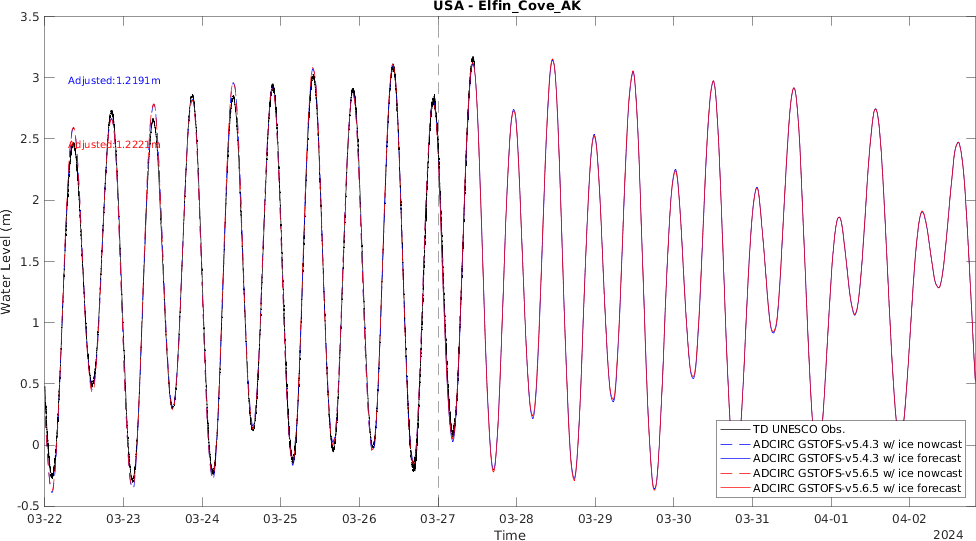 USA - Elfin_Cove_AK
3.5
3
2.5
2
1.5
1
0.5
0
-0.5
Water Level (m)
Adjusted:1.2191m
Adjusted:1.2221m
TD UNESCO Obs.
ADCIRC GSTOFS-v5.4.3 w/ ice nowcast
ADCIRC GSTOFS-v5.4.3 w/ ice forecast
ADCIRC GSTOFS-v5.6.5 w/ ice nowcast
ADCIRC GSTOFS-v5.6.5 w/ ice forecast
03-22 03-23 03-24 03-25 03-26 03-27 03-28 03-29 03-30 03-31 04-01 04-02
Time
2024